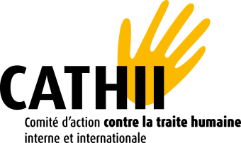 CATHII
Comité d'action contre la traite humaine
interne et internationale